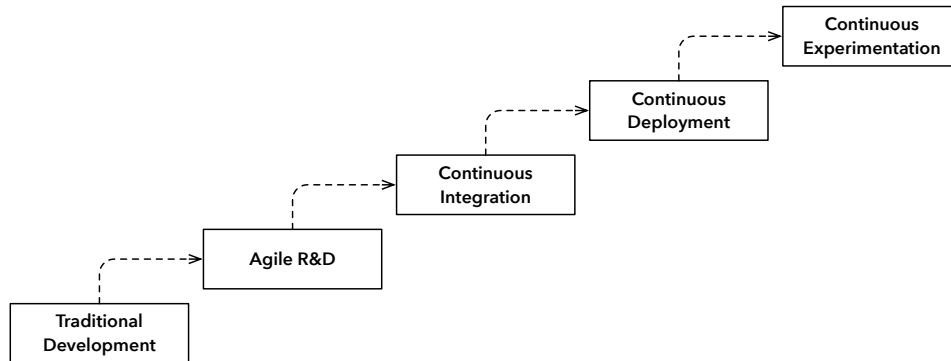 Continuous
Experimentation
Continuous
Deployment
Continuous
Integration
Agile R&D
Traditional
Development